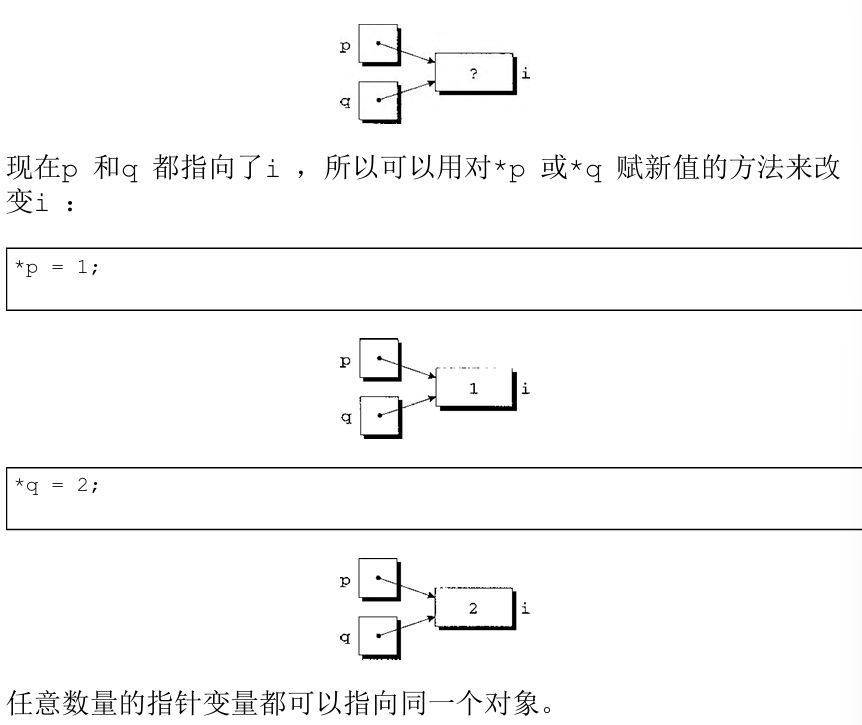 p
? i
q
现在p 和q 都指向了i ，所以可以用对*p 或*q 赋新值的方法来改
变i ：
*p = 1;
p
1 i
q
*q = 2;
p
2 i
q
任意数量的指针变量都可以指向同一个对象。